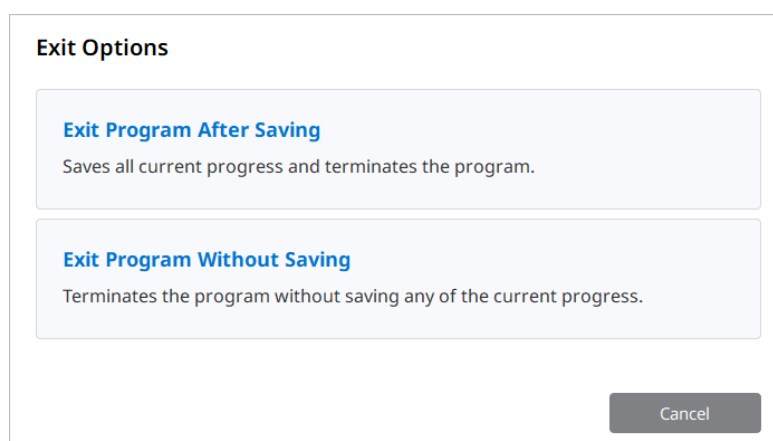 Exit Options
Exit Program After Saving
Saves all current progress and terminates the program.
Exit Program Without Saving
Terminates the program without saving any of the current progress.
Cancel